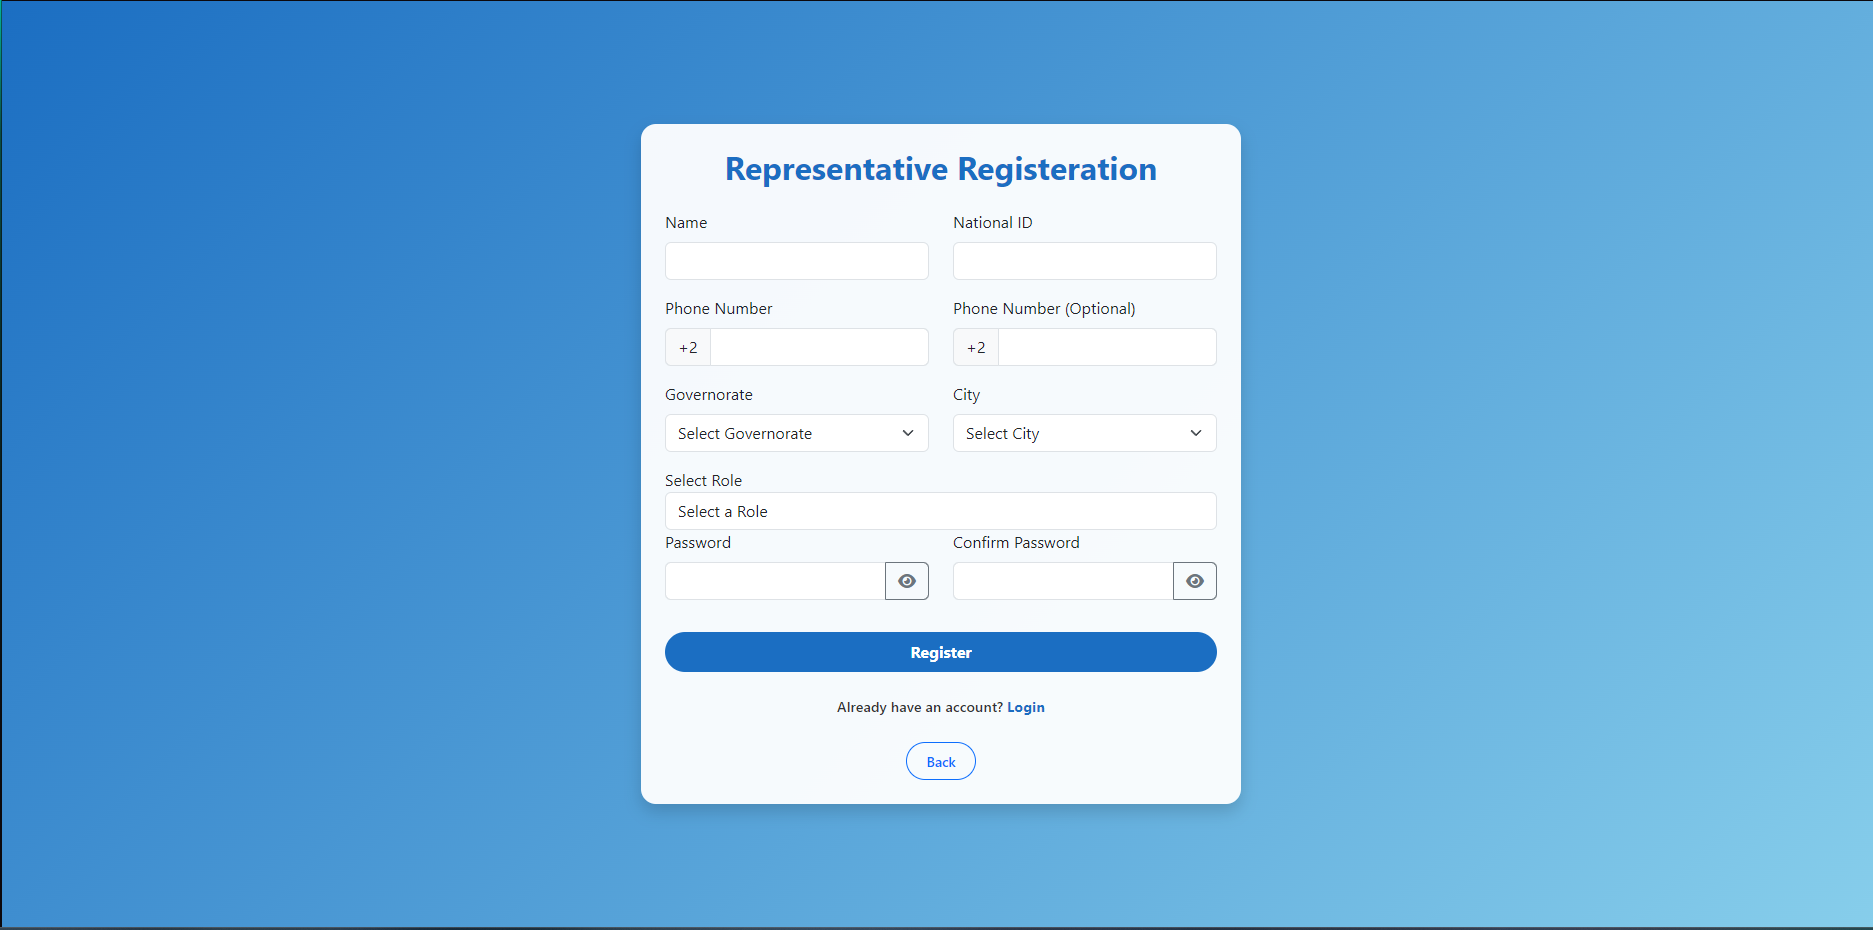 Representative Registeration
Name
National ID
Phone Number
Phone Number (Optional)
+2
+2
Governorate
City
Select Governorate
Select City
Select Role
Select a Role
Password
Confirm Password
Register
Already have an account? Login
Back